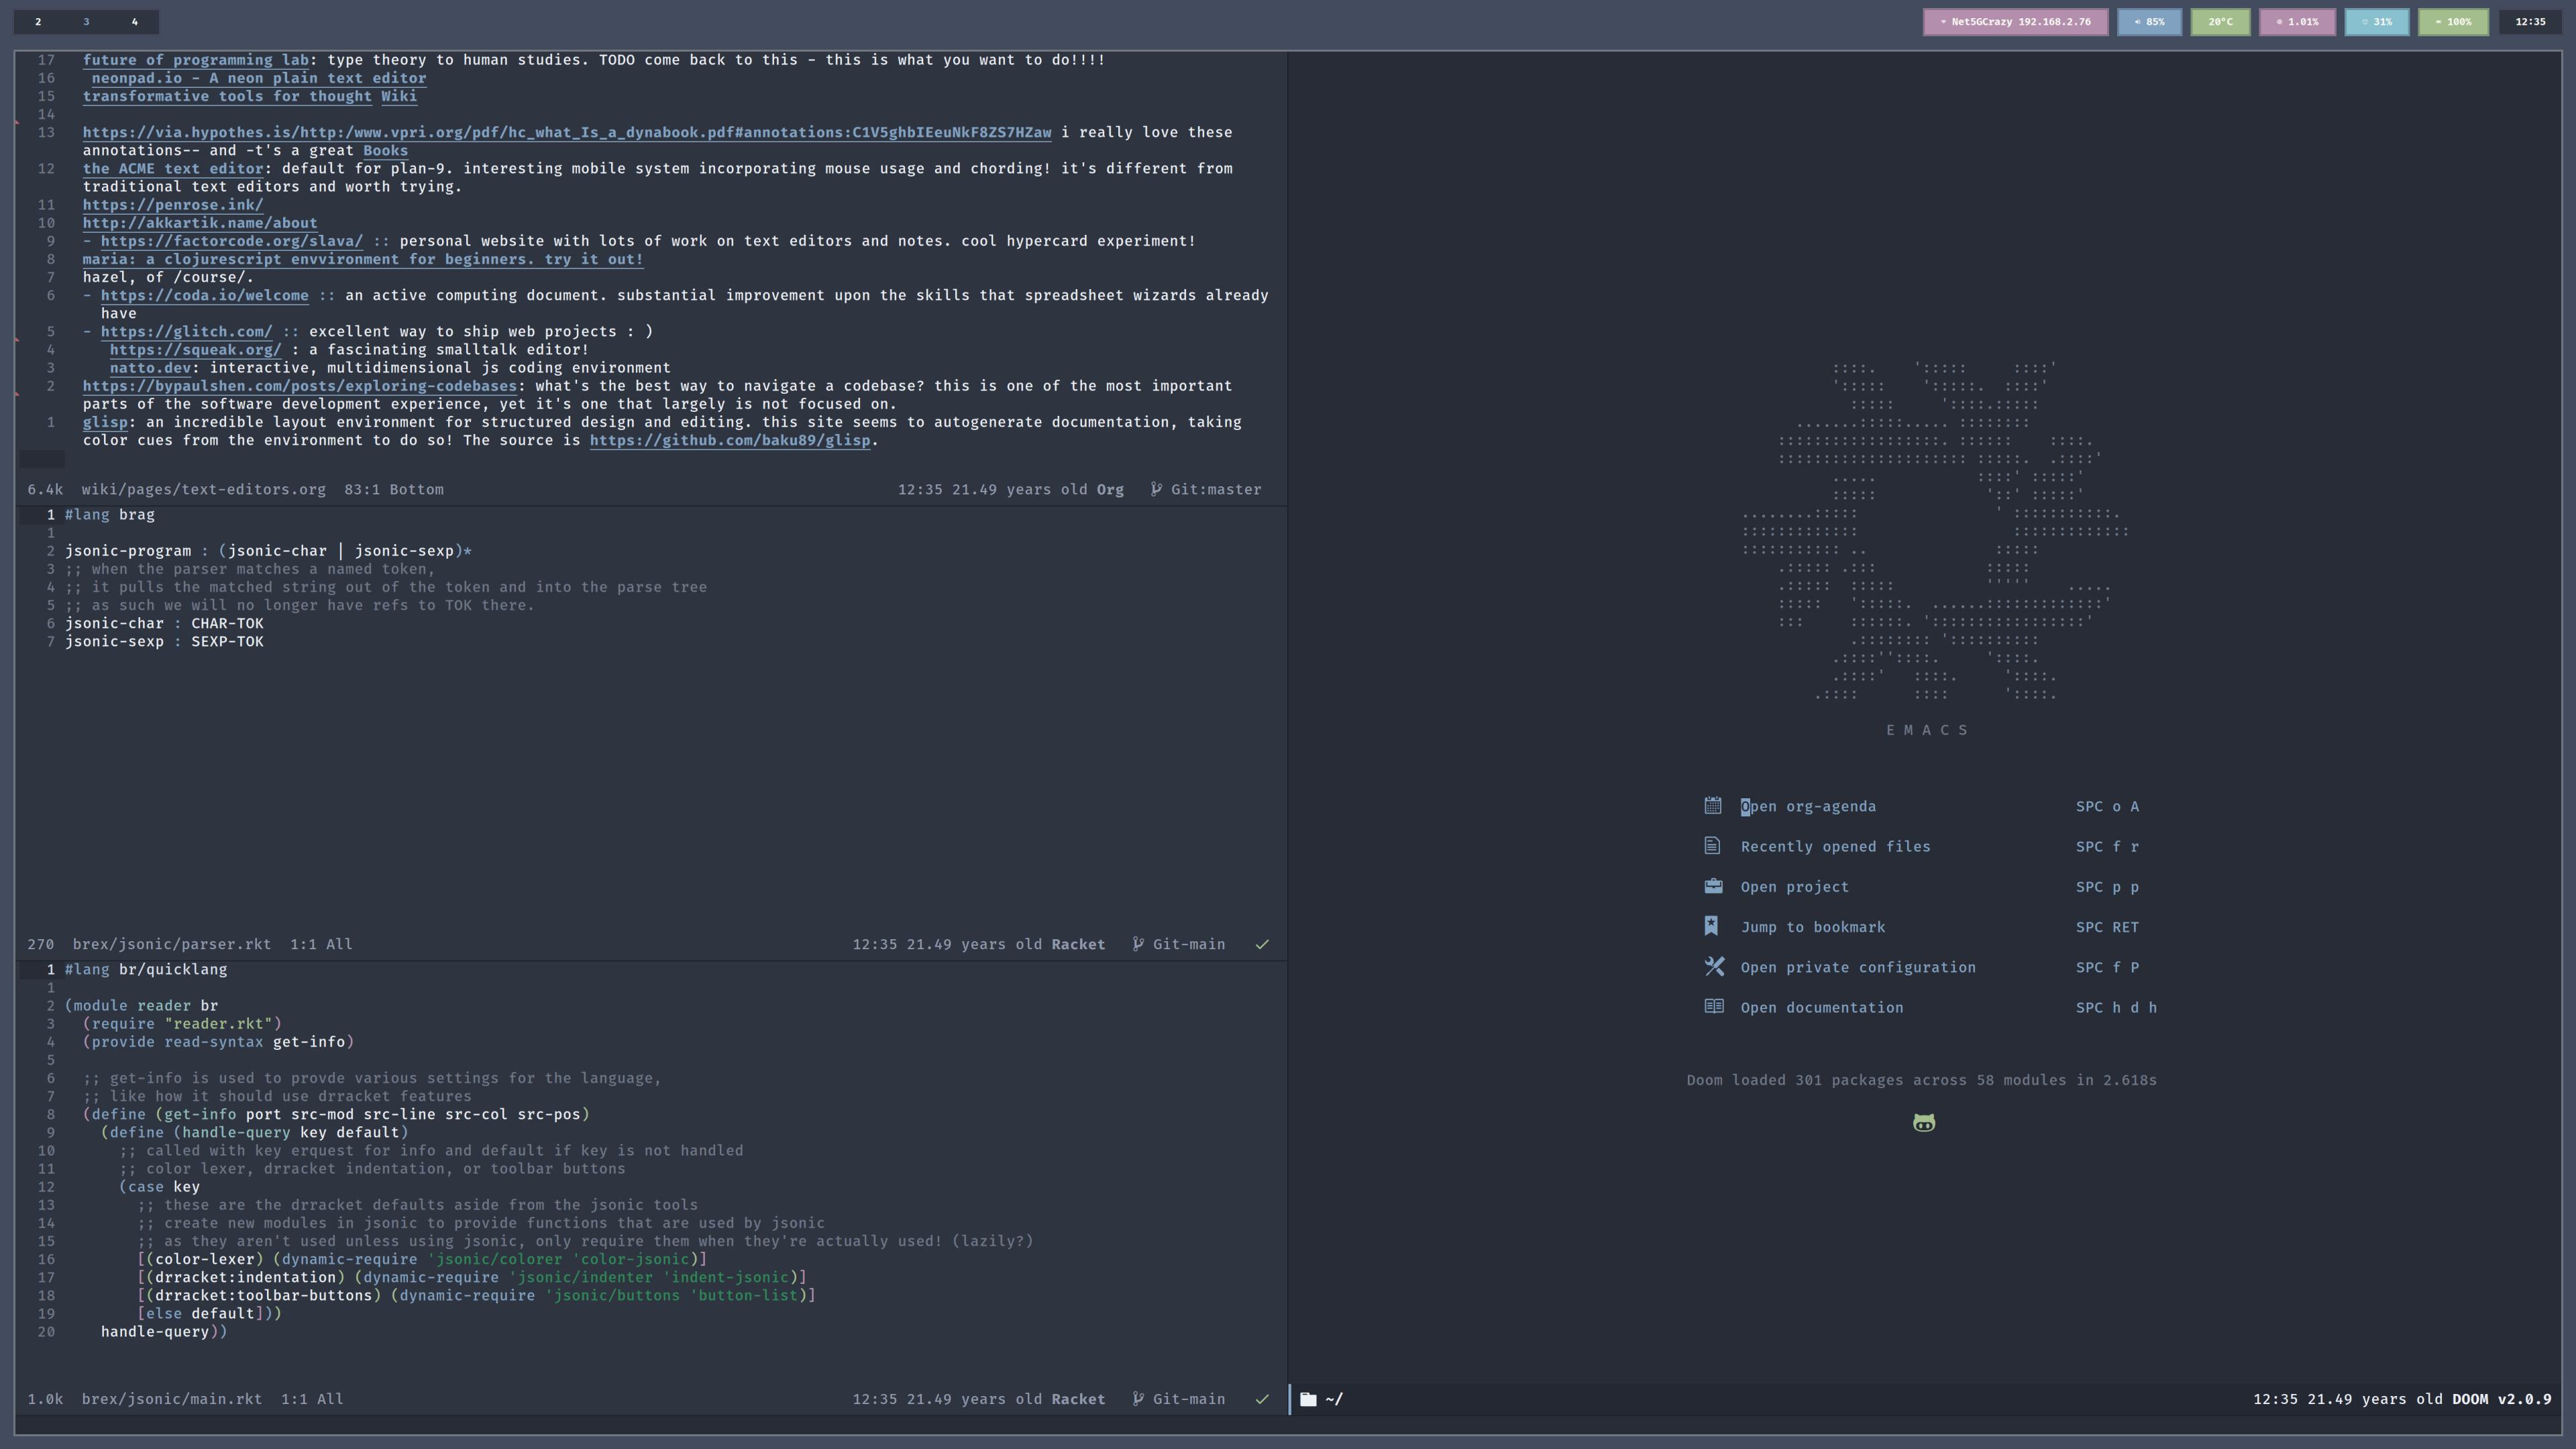 2 3 4
Net5GCrazy 192.168.2.76 85% 20°C 1.01% 31% 100% 12:35
17 future of programming lab: type theory to human studies. TODO come back to this - this is what you want to do!!!!
16 neonpad.io - A neon plain text editor
15 transformative tools for thought Wiki
14
13 https://via.hypothes.is/http:/www.vpri.org/pdf/hc_what_Is_a_dynabook.pdf#annotations:C1V5ghbIEeuNkF8ZS7HZaw i really love these
annotations-- and -t's a great Books
12 the ACME text editor: default for plan-9. interesting mobile system incorporating mouse usage and chording! it's different from
traditional text editors and worth trying.
11 https://penrose.ink/
10 http://akkartik.name/about
9 - https://factorcode.org/slava/ :: personal website with lots of work on text editors and notes. cool hypercard experiment!
8 maria: a clojurescript envvironment for beginners. try it out!
7 hazel, of /course/.
6 - https://coda.io/welcome :: an active computing document. substantial improvement upon the skills that spreadsheet wizards already
have
5 - https://glitch.com/ :: excellent way to ship web projects : )
4 https://squeak.org/ : a fascinating smalltalk editor!
3 natto.dev: interactive, multidimensional js coding environment
2 https://bypaulshen.com/posts/exploring-codebases: what's the best way to navigate a codebase? this is one of the most important
parts of the software development experience, yet it's one that largely is not focused on.
1 glisp: an incredible layout environment for structured design and editing. this site seems to autogenerate documentation, taking
color cues from the environment to do so! The source is https://github.com/baku89/glisp.
6.4k wiki/pages/text-editors.org 83:1 Bottom 12:35 21.49 years old Org Git:master
1 #lang brag
1
2 jsonic-program : (jsonic-char | jsonic-sexp)*
3 ;; when the parser matches a named token,
4 ;; it pulls the matched string out of the token and into the parse tree
5 ;; as such we will no longer have refs to TOK there.
6 jsonic-char : CHAR-TOK
7 jsonic-sexp : SEXP-TOK
270 brex/jsonic/parser.rkt 1:1 All 12:35 21.49 years old Racket Git-main
1 #lang br/quicklang
1
2 (module reader br
3 (require "reader.rkt")
4 (provide read-syntax get-info)
5
6 ;; get-info is used to provde various settings for the language,
7 ;; like how it should use drracket features
8 (define (get-info port src-mod src-line src-col src-pos)
9 (define (handle-query key default)
10 ;; called with key erquest for info and default if key is not handled
11 ;; color lexer, drracket indentation, or toolbar buttons
12 (case key
13 ;; these are the drracket defaults aside from the jsonic tools
14 ;; create new modules in jsonic to provide functions that are used by jsonic
15 ;; as they aren't used unless using jsonic, only require them when they're actually used! (lazily?)
16 [(color-lexer) (dynamic-require 'jsonic/colorer 'color-jsonic)]
17 [(drracket:indentation) (dynamic-require 'jsonic/indenter 'indent-jsonic)]
18 [(drracket:toolbar-buttons) (dynamic-require 'jsonic/buttons 'button-list)]
19 [else default]))
20 handle-query))
1.0k brex/jsonic/main.rkt 1:1 All 12:35 21.49 years old Racket Git-main
E M A C S
Open org-agenda SPC o A
Recently opened files SPC f r
Open project SPC p p
Jump to bookmark SPC RET
Open private configuration SPC f P
Open documentation SPC h d h
Doom loaded 301 packages across 58 modules in 2.618s
~/ 12:35 21.49 years old DOOM v2.0.9